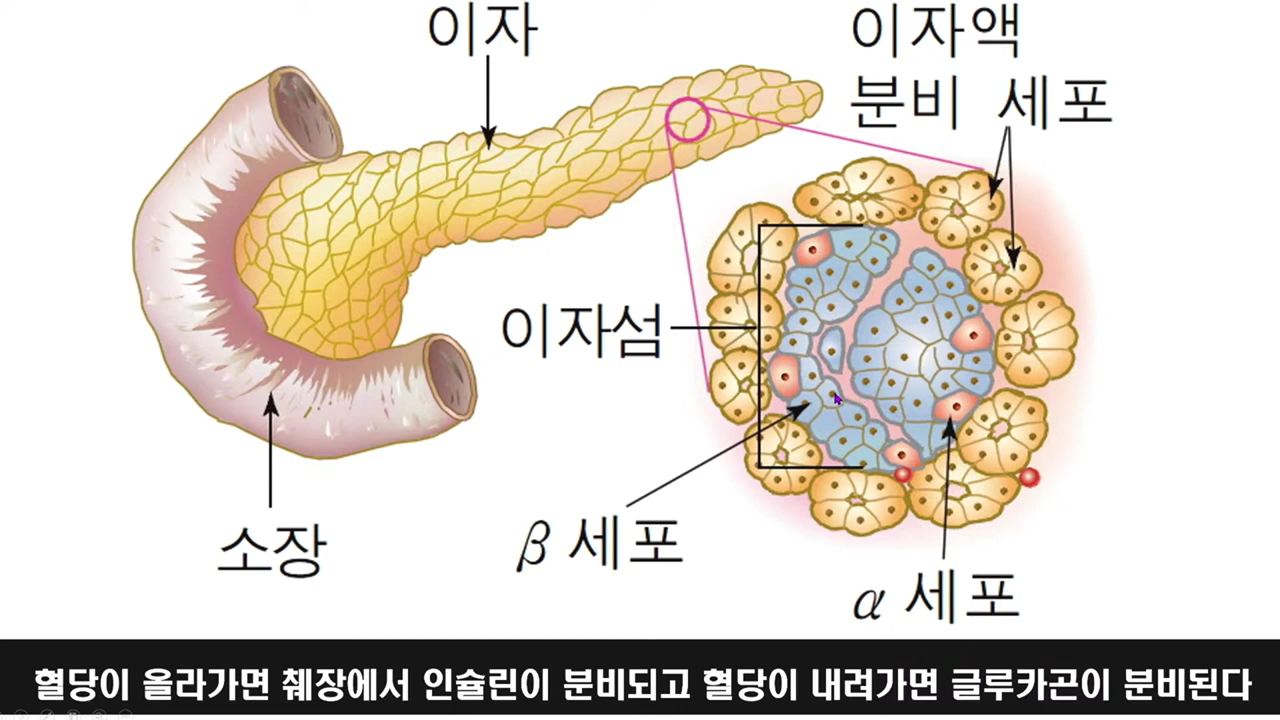 이자
이자액
분비 세포
이자섬
소장
β 세포
α 세포
혈당이 올라가면 췌장에서 인슐린이 분비되고 혈당이 내려가면 글루카곤이 분비된다